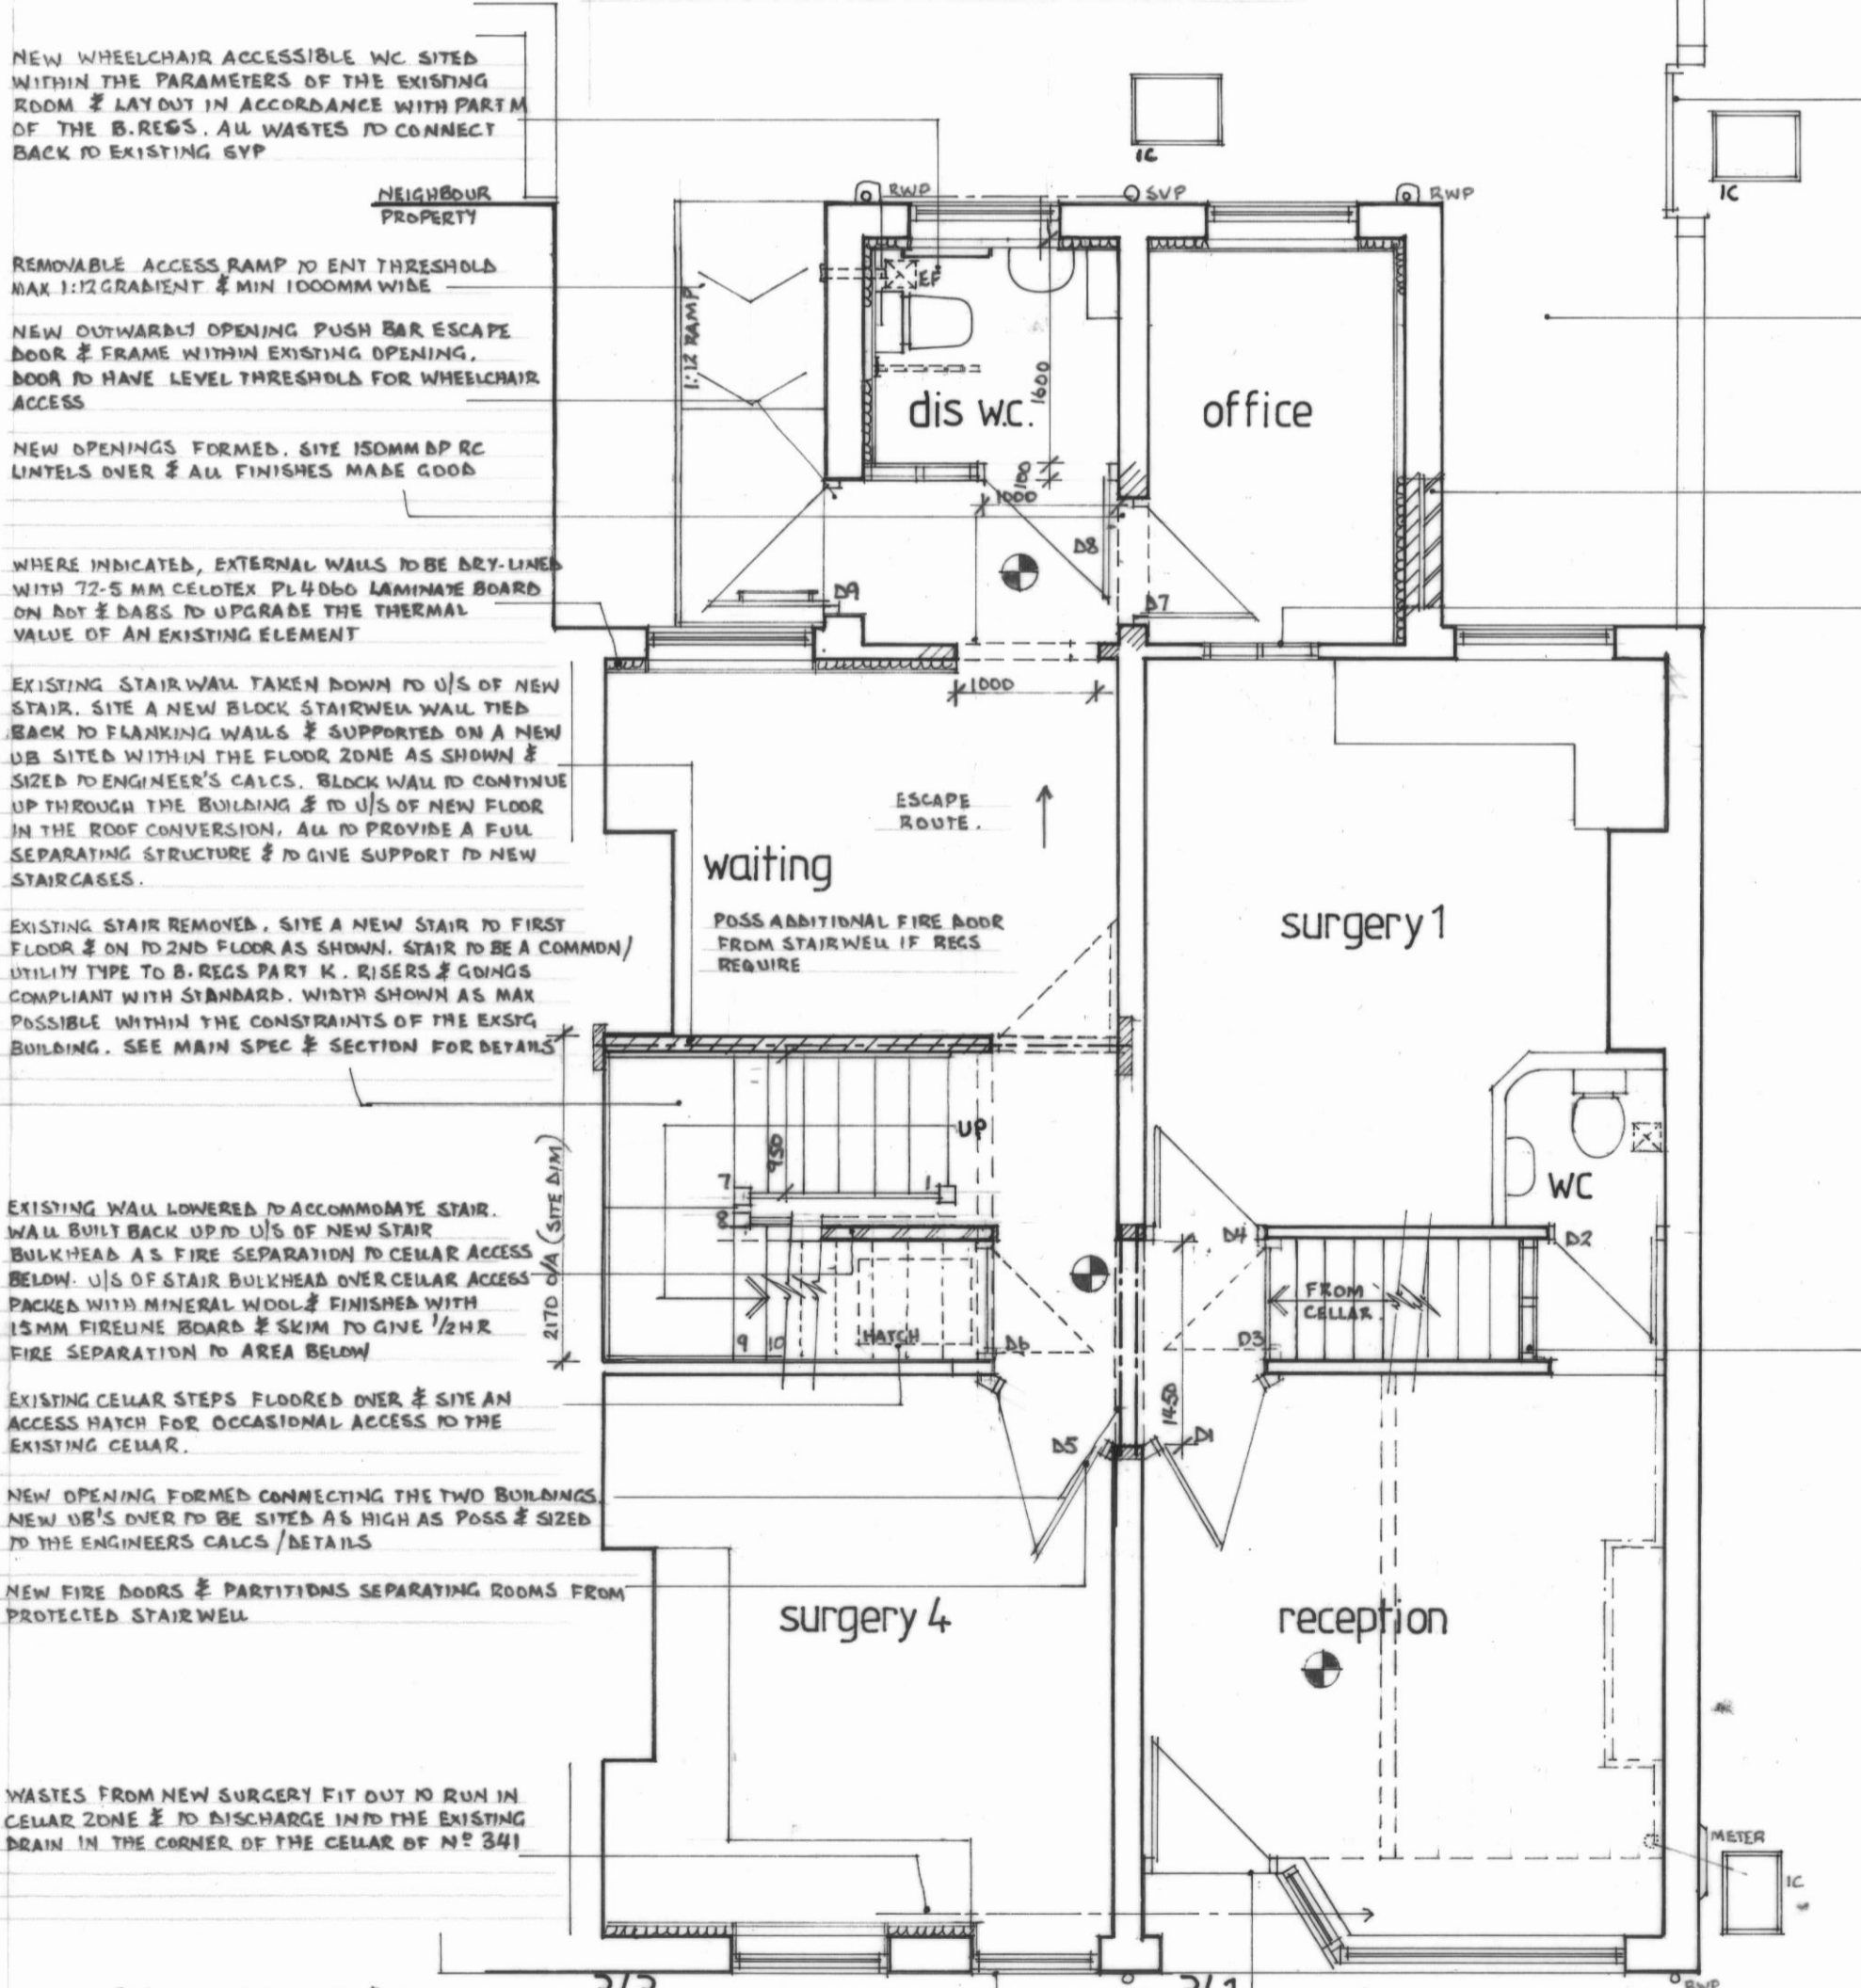 NEW WHEELCHAIR ACCESSIBLE WC SITED
WITHIN THE PARAMETERS OF THE EXISTING
ROOM & LAYOUT IN ACCORDANCE WITH PART M
OF THE B.REGS. ALL WASTES TO CONNECT
BACK TO EXISTING SVP
NEIGHBOUR
PROPERTY
REMOVABLE ACCESS RAMP TO ENT THRESHOLD
MAX 1:12 GRADIENT & MIN 1000MM WIDE
NEW OUTWARDLY OPENING PUSH BAR ESCAPE
DOOR & FRAME WITHIN EXISTING OPENING.
DOOR TO HAVE LEVEL THRESHOLD FOR WHEELCHAIR
ACCESS
NEW OPENINGS FORMED. SITE 150MM DP RC
LINTELS OVER & ALL FINISHES MADE GOOD
WHERE INDICATED, EXTERNAL WALLS TO BE DRY-LINED
WITH 72-5 MM CELOTEX PL4060 LAMINATE BOARD
ON DOT & DABS TO UPGRADE THE THERMAL
VALUE OF AN EXISTING ELEMENT
EXISTING STAIR WALL TAKEN DOWN TO U/S OF NEW
STAIR. SITE A NEW BLOCK STAIRWELL WALL TIED
BACK TO FLANKING WALLS & SUPPORTED ON A NEW
UB SITED WITHIN THE FLOOR ZONE AS SHOWN &
SIZED TO ENGINEER'S CALCS. BLOCK WALL TO CONTINUE
UP THROUGH THE BUILDING & TO U/S OF NEW FLOOR
IN THE ROOF CONVERSION. ALL TO PROVIDE A FULL
SEPARATING STRUCTURE & TO GIVE SUPPORT TO NEW
STAIRCASES.
EXISTING STAIR REMOVED. SITE A NEW STAIR TO FIRST
FLOOR & ON TO 2ND FLOOR AS SHOWN. STAIR TO BE A COMMON/
UTILITY TYPE TO B.REGS PART K. RISERS & GOINGS
COMPLIANT WITH STANDARD. WIDTH SHOWN AS MAX
POSSIBLE WITHIN THE CONSTRAINTS OF THE EXSTG
BUILDING. SEE MAIN SPEC & SECTION FOR DETAILS
EXISTING WALL LOWERED TO ACCOMMODATE STAIR.
WALL BUILT BACK UP TO U/S OF NEW STAIR
BULKHEAD AS FIRE SEPARATION TO CELLAR ACCESS
BELOW. U/S OF STAIR BULKHEAD OVER CELLAR ACCESS
PACKED WITH MINERAL WOOL & FINISHED WITH
15MM FIRELINE BOARD & SKIM TO GIVE 1/2HR
FIRE SEPARATION TO AREA BELOW
EXISTING CELLAR STEPS FLOORED OVER & SITE AN
ACCESS HATCH FOR OCCASIONAL ACCESS TO THE
EXISTING CELLAR.
NEW OPENING FORMED CONNECTING THE TWO BUILDINGS.
NEW UB'S OVER TO BE SITED AS HIGH AS POSS & SIZED
TO THE ENGINEERS CALCS/DETAILS
NEW FIRE DOORS & PARTITIONS SEPARATING ROOMS FROM
PROTECTED STAIRWELL
WASTES FROM NEW SURGERY FIT OUT TO RUN IN
CELLAR ZONE & TO DISCHARGE INTO THE EXISTING
DRAIN IN THE CORNER OF THE CELLAR OF Nº 341
IC
IC
RWP
SVP
RWP
EF
1:12 RAMP
dis w.c.
1600
office
100
1000
D8
D9
D7
1000
ESCAPE
ROUTE.
waiting
POSS ADDITIONAL FIRE DOOR
FROM STAIRWELL IF REGS
REQUIRE
surgery 1
UP
950
7
1
8
2170 O/A (SITE DIM)
WC
D4
D2
FROM
CELLAR
HATCH
9
10
D6
D3
1450
D5
D1
surgery 4
reception
METER
IC
RWP